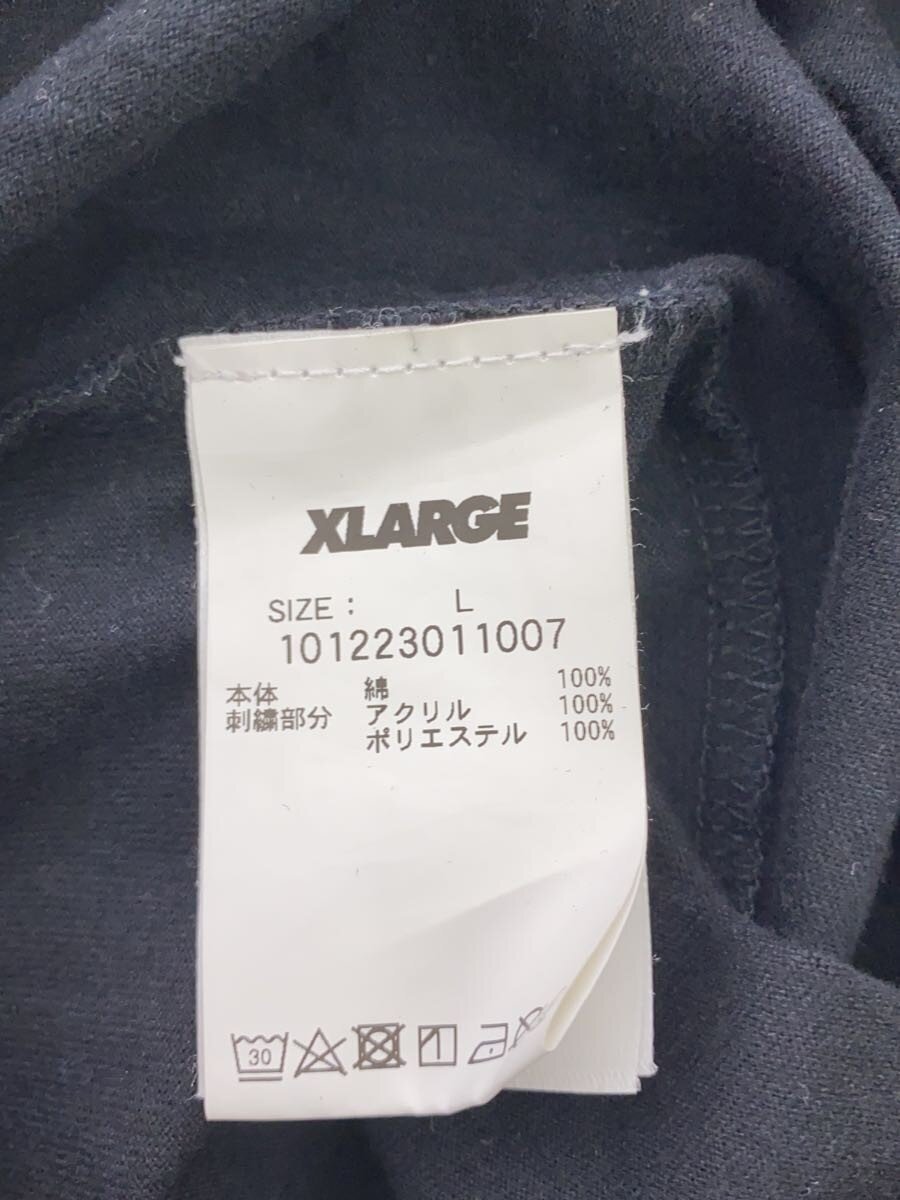 XLARGE
SIZE： L
101223011007
本体 綿 100%
刺繍部分 アクリル 100%
ポリエステル 100%
30